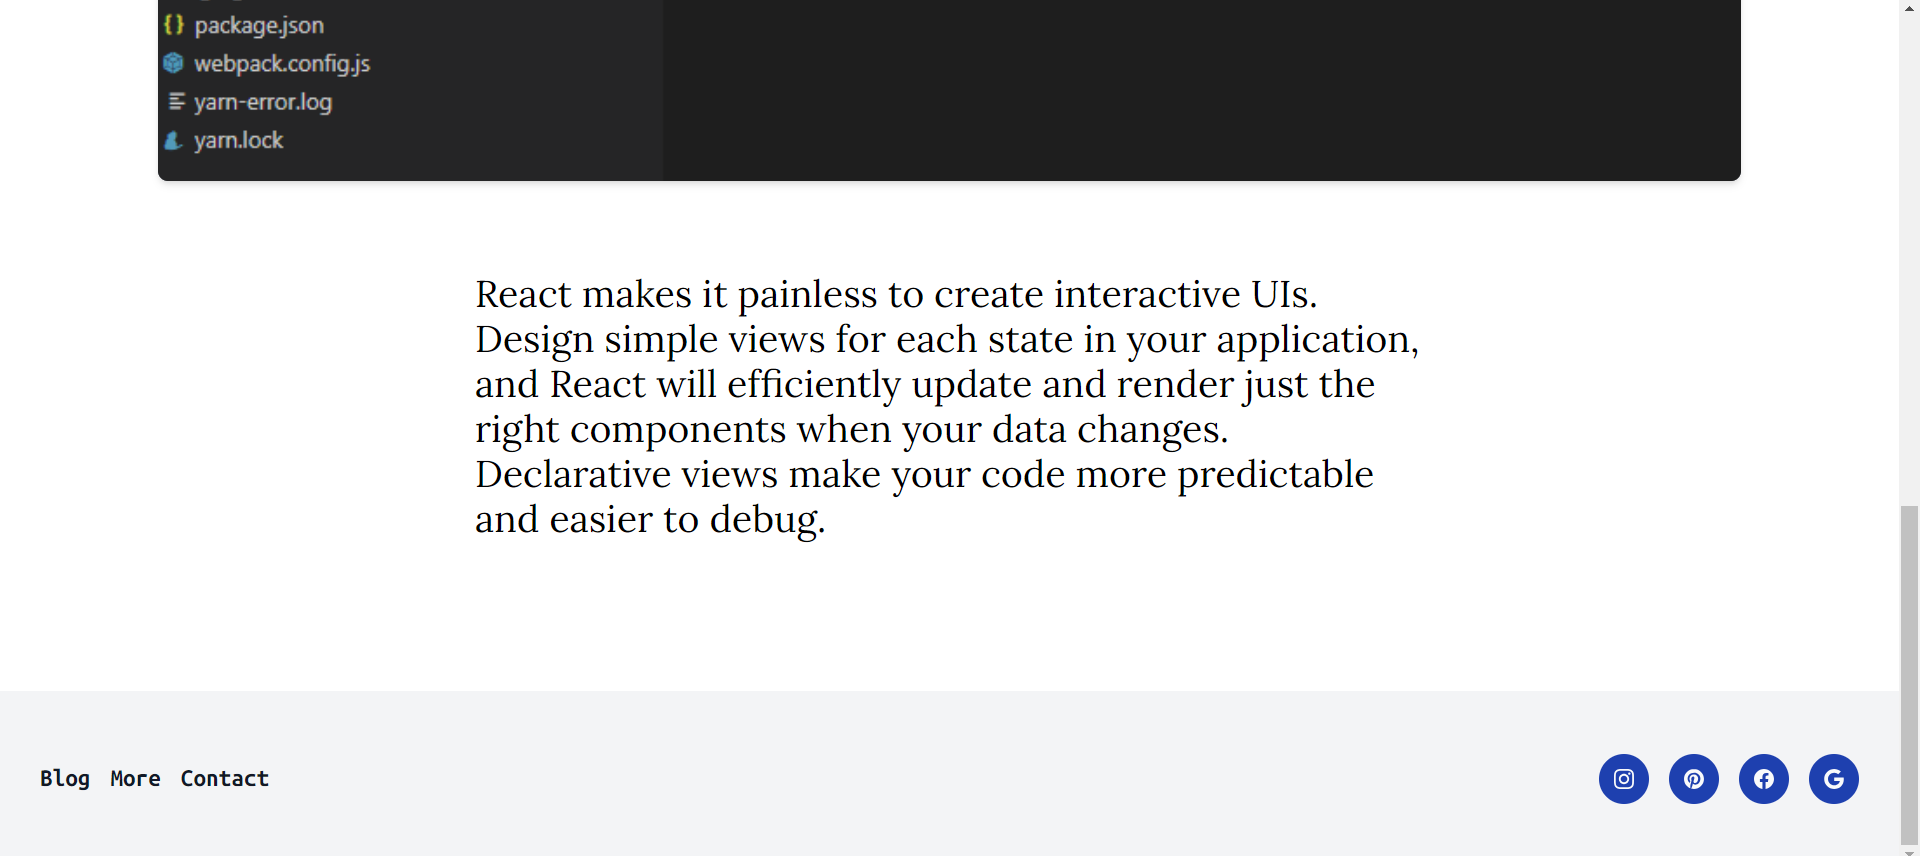 package.json
webpack.config.js
yarn-error.log
yarn.lock
React makes it painless to create interactive UIs.
Design simple views for each state in your application,
and React will efficiently update and render just the
right components when your data changes.
Declarative views make your code more predictable
and easier to debug.
Blog More Contact